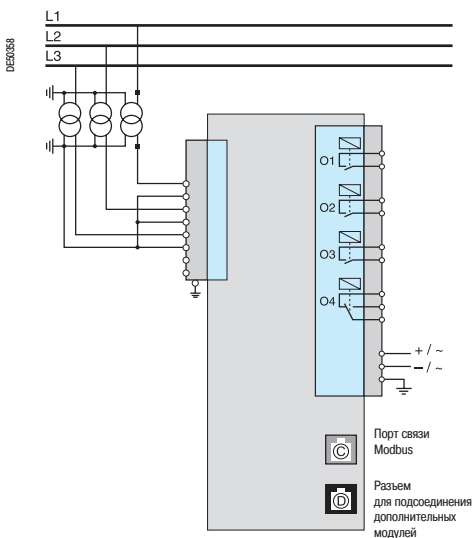 DE50358
L1
L2
L3
O1
O2
O3
O4
+ / ~
– / ~
C
Порт связи
Modbus
D
Разъем
для подсоединения
дополнительных
модулей